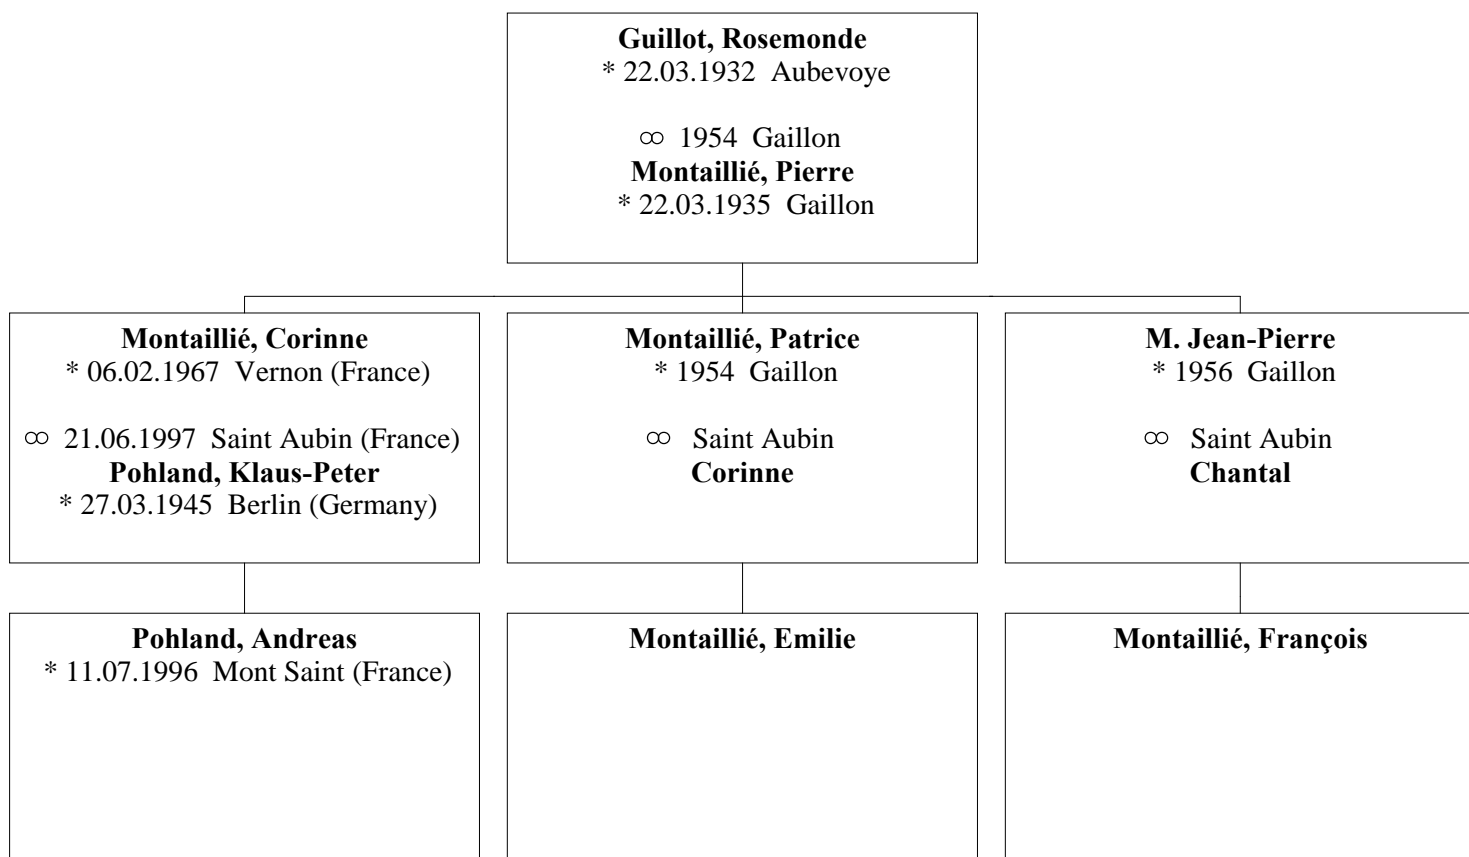 Guillot, Rosemonde
* 22.03.1932 Aubevoye
∞ 1954 Gaillon
Montaillié, Pierre
* 22.03.1935 Gaillon
Montaillié, Corinne
* 06.02.1967 Vernon (France)
∞ 21.06.1997 Saint Aubin (France)
Pohland, Klaus-Peter
* 27.03.1945 Berlin (Germany)
Montaillié, Patrice
* 1954 Gaillon
∞ Saint Aubin
Corinne
M. Jean-Pierre
* 1956 Gaillon
∞ Saint Aubin
Chantal
Pohland, Andreas
* 11.07.1996 Mont Saint (France)
Montaillié, Emilie
Montaillié, François